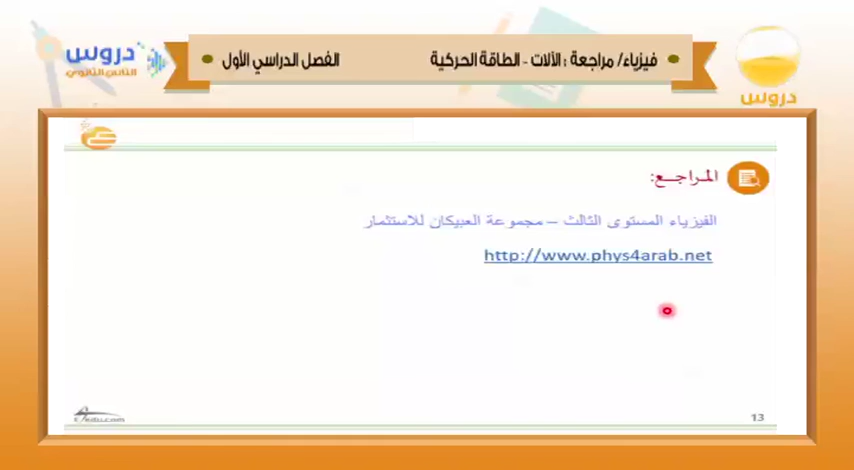 دروس
الثاني الثانوي
فيزياء/ مراجعة : الآلات - الطاقة الحركية
الفصل الدراسي الأول
دروس
المراجع:
الفيزياء المستوى الثالث – مجموعة العبيكان للاستثمار
http://www.phys4arab.net
13